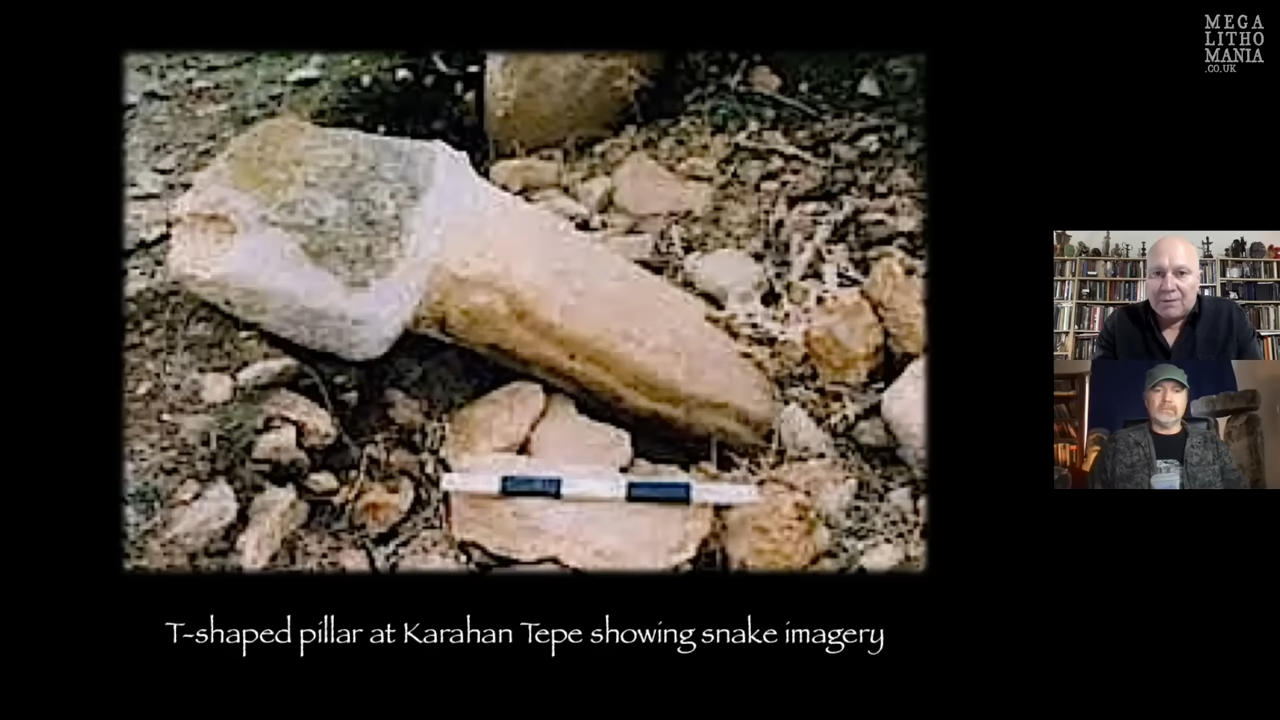 MEGA
LITHO
MANIA
.CO.UK
T-shaped pillar at Karahan Tepe showing snake imagery